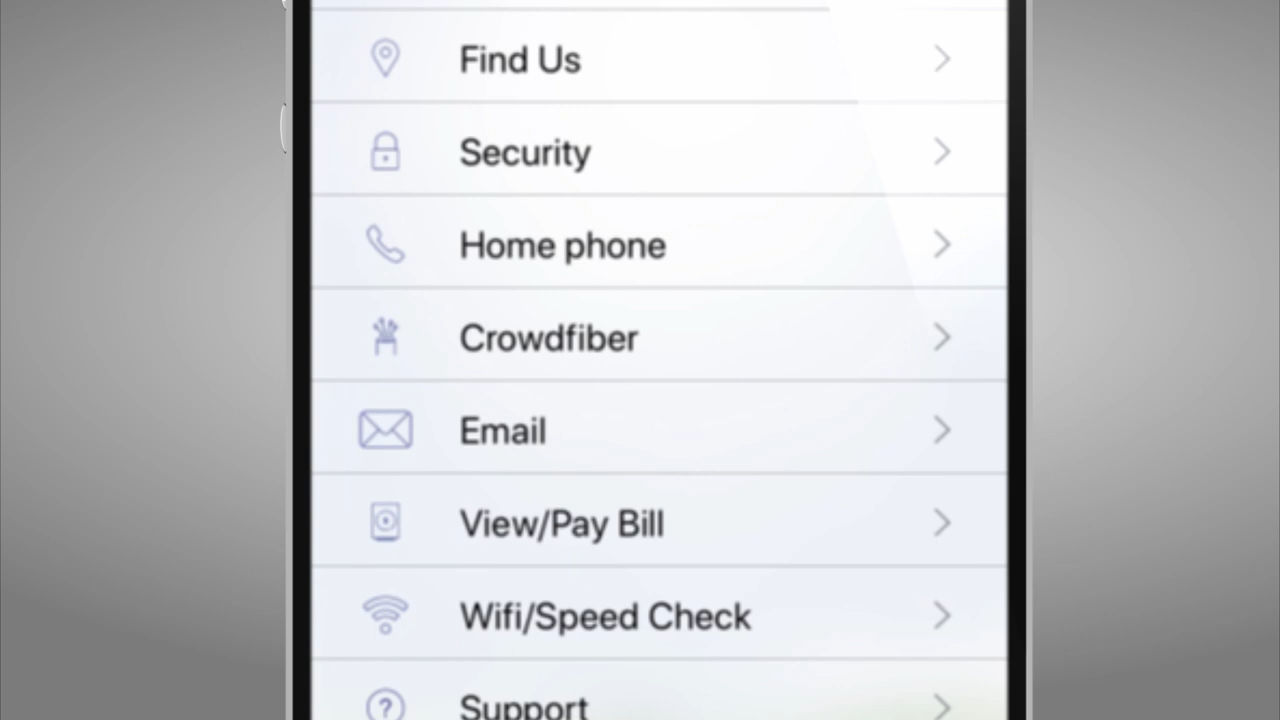 Find Us
Security
Home phone
Crowdfiber
Email
View/Pay Bill
Wifi/Speed Check
Support